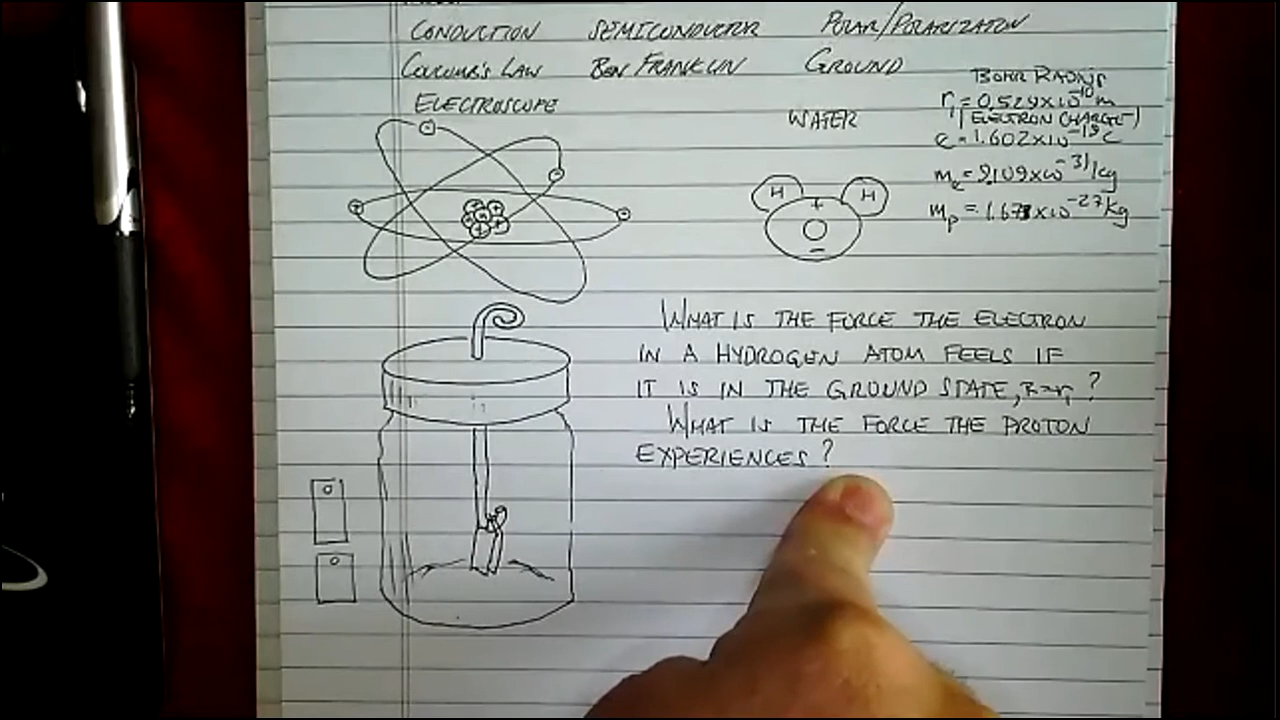 CONDUCTION SEMICONDUCTOR POLAR/POLARIZATION
COULOMB'S LAW BEN FRANKLIN GROUND
ELECTROSCOPE
WATER
BOHR RADIUS
r₁ = 0.529x10⁻¹⁰ m
|ELECTRON CHARGE|
e = 1.602x10⁻¹⁹ C
mₑ = 9.109x10⁻³¹ kg
mₚ = 1.673x10⁻²⁷ kg
H + H
O
−
WHAT IS THE FORCE THE ELECTRON
IN A HYDROGEN ATOM FEELS IF
IT IS IN THE GROUND STATE, R=r₁ ?
WHAT IS THE FORCE THE PROTON
EXPERIENCES?